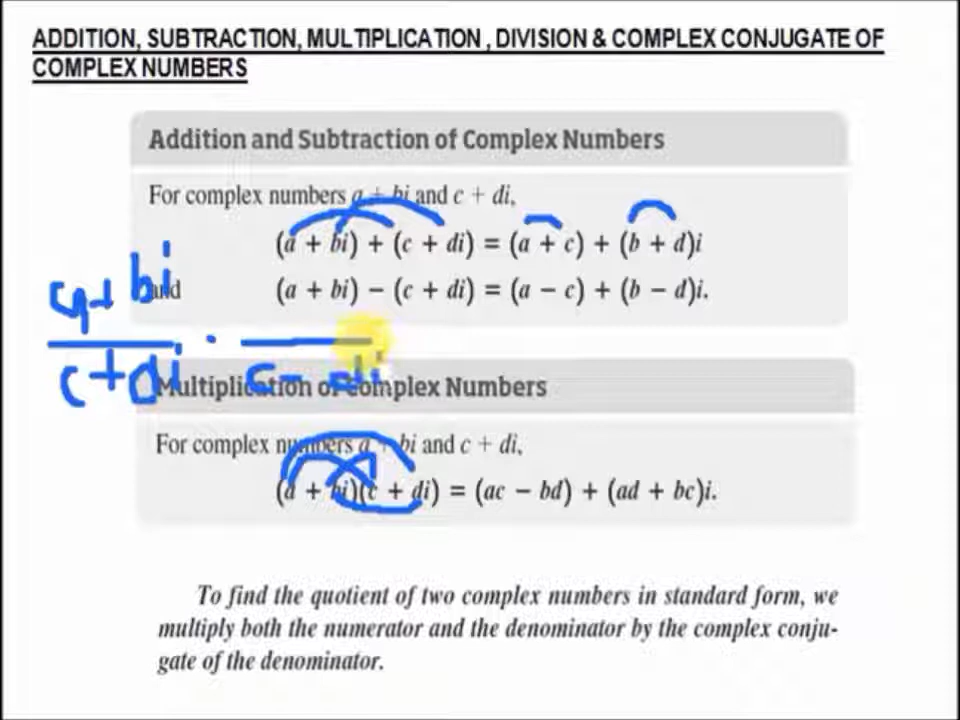 ADDITION, SUBTRACTION, MULTIPLICATION , DIVISION & COMPLEX CONJUGATE OF
COMPLEX NUMBERS
Addition and Subtraction of Complex Numbers
For complex numbers a + bi and c + di,
(a + bi) + (c + di) = (a + c) + (b + d)i
and (a + bi) − (c + di) = (a − c) + (b − d)i.
a+bi
c+di · c- di
Multiplication of Complex Numbers
For complex numbers a + bi and c + di,
(a + bi)(c + di) = (ac − bd) + (ad + bc)i.
To find the quotient of two complex numbers in standard form, we
multiply both the numerator and the denominator by the complex conju-
gate of the denominator.